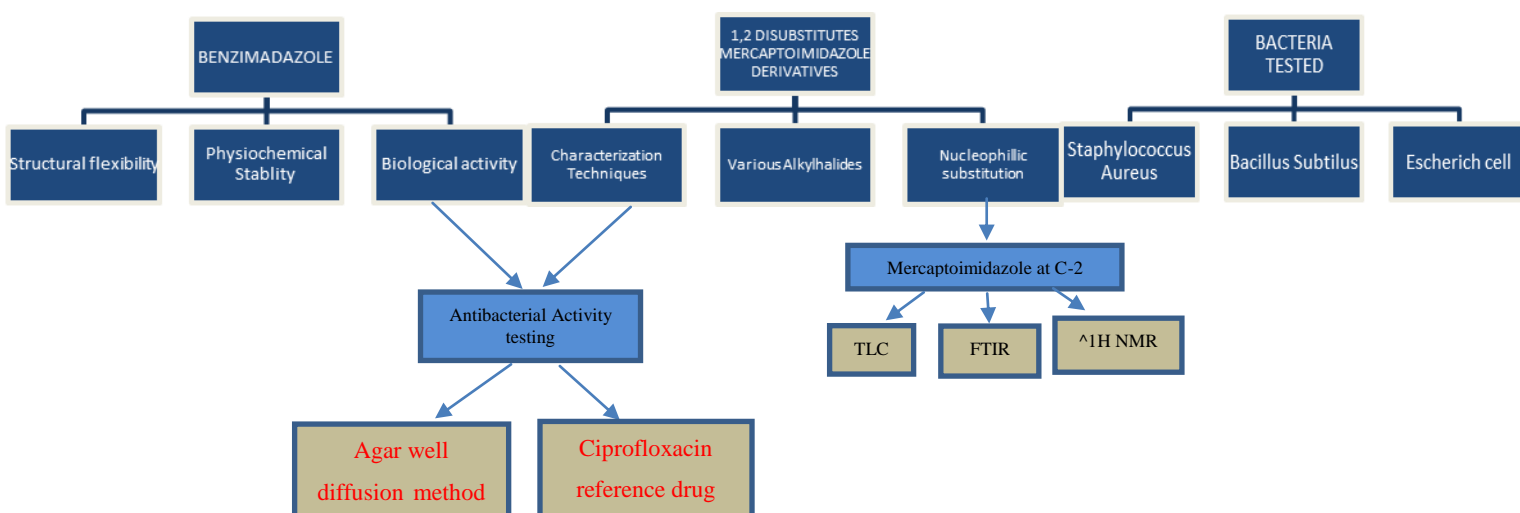 BENZIMADAZOLE
1,2 DISUBSTITUTES
MERCAPTOIMIDAZOLE
DERIVATIVES
BACTERIA
TESTED
Structural flexibility
Physiochemical
Stablity
Biological activity
Characterization
Techniques
Various Alkylhalides
Nucleophillic
substitution
Staphylococcus
Aureus
Bacillus Subtilus
Escherich cell
Mercaptoimidazole at C-2
Antibacterial Activity
testing
TLC
FTIR
^1H NMR
Agar well
diffusion method
Ciprofloxacin
reference drug